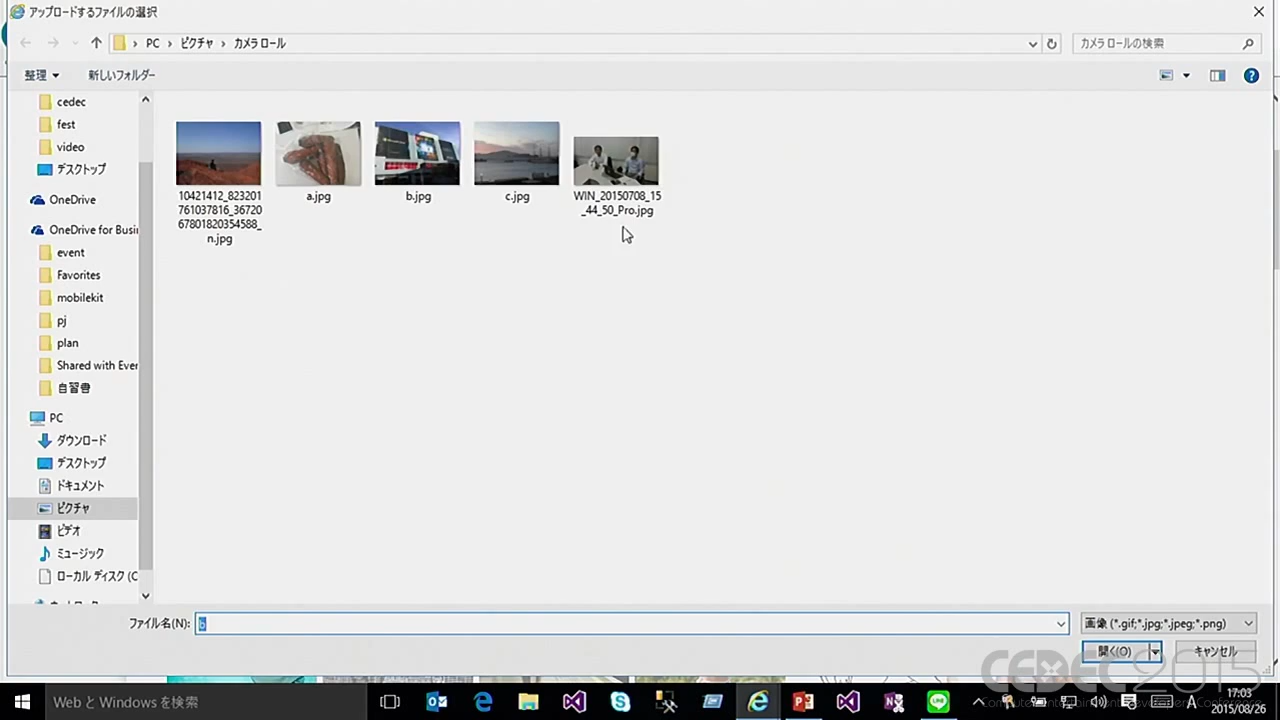 アップロードするファイルの選択
PC › ピクチャ › カメラロール
カメラロールの検索
整理
新しいフォルダー
cedec
fest
video
デスクトップ
OneDrive
OneDrive for Busi
event
Favorites
mobilekit
pj
plan
Shared with Ever
自習書
PC
ダウンロード
デスクトップ
ドキュメント
ピクチャ
ビデオ
ミュージック
ローカル ディスク (C
10421412_823201
761037816_36720
67801820354588_
n.jpg
a.jpg
b.jpg
c.jpg
WIN_20150708_15
_44_50_Pro.jpg
ファイル名(N):
b
画像 (*.gif;*.jpg;*.jpeg;*.png)
開く(O)
キャンセル
CEDEC2015
Web と Windows を検索
A
17:03
2015/08/26